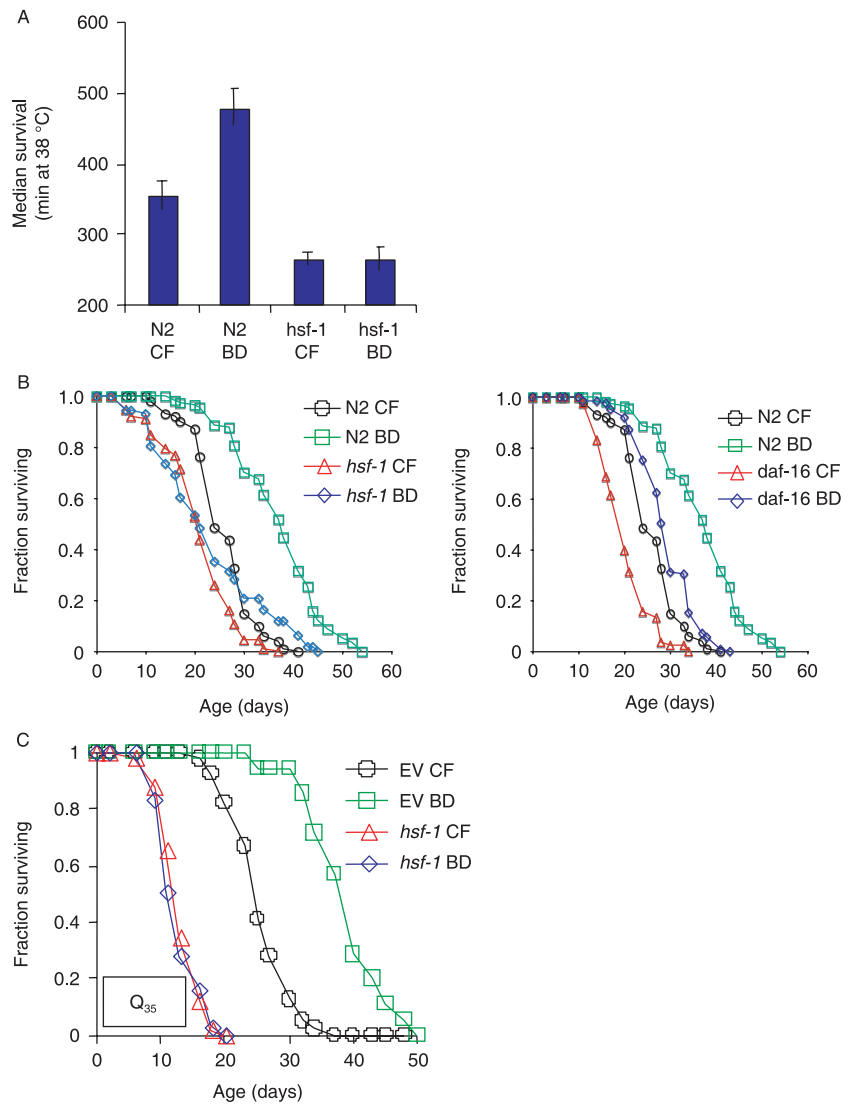 A
Median survival
(min at 38 °C)
600
500
400
300
200
N2
CF
N2
BD
hsf-1
CF
hsf-1
BD
B
Fraction surviving
1.0
0.8
0.6
0.4
0.2
0
0 10 20 30 40 50 60
Age (days)
N2 CF
N2 BD
hsf-1 CF
hsf-1 BD
Fraction surviving
1.0
0.8
0.6
0.4
0.2
0
0 10 20 30 40 50 60
Age (days)
N2 CF
N2 BD
daf-16 CF
daf-16 BD
C
Fraction surviving
1
0.8
0.6
0.4
0.2
0
0 10 20 30 40 50
Age (days)
EV CF
EV BD
hsf-1 CF
hsf-1 BD
Q35